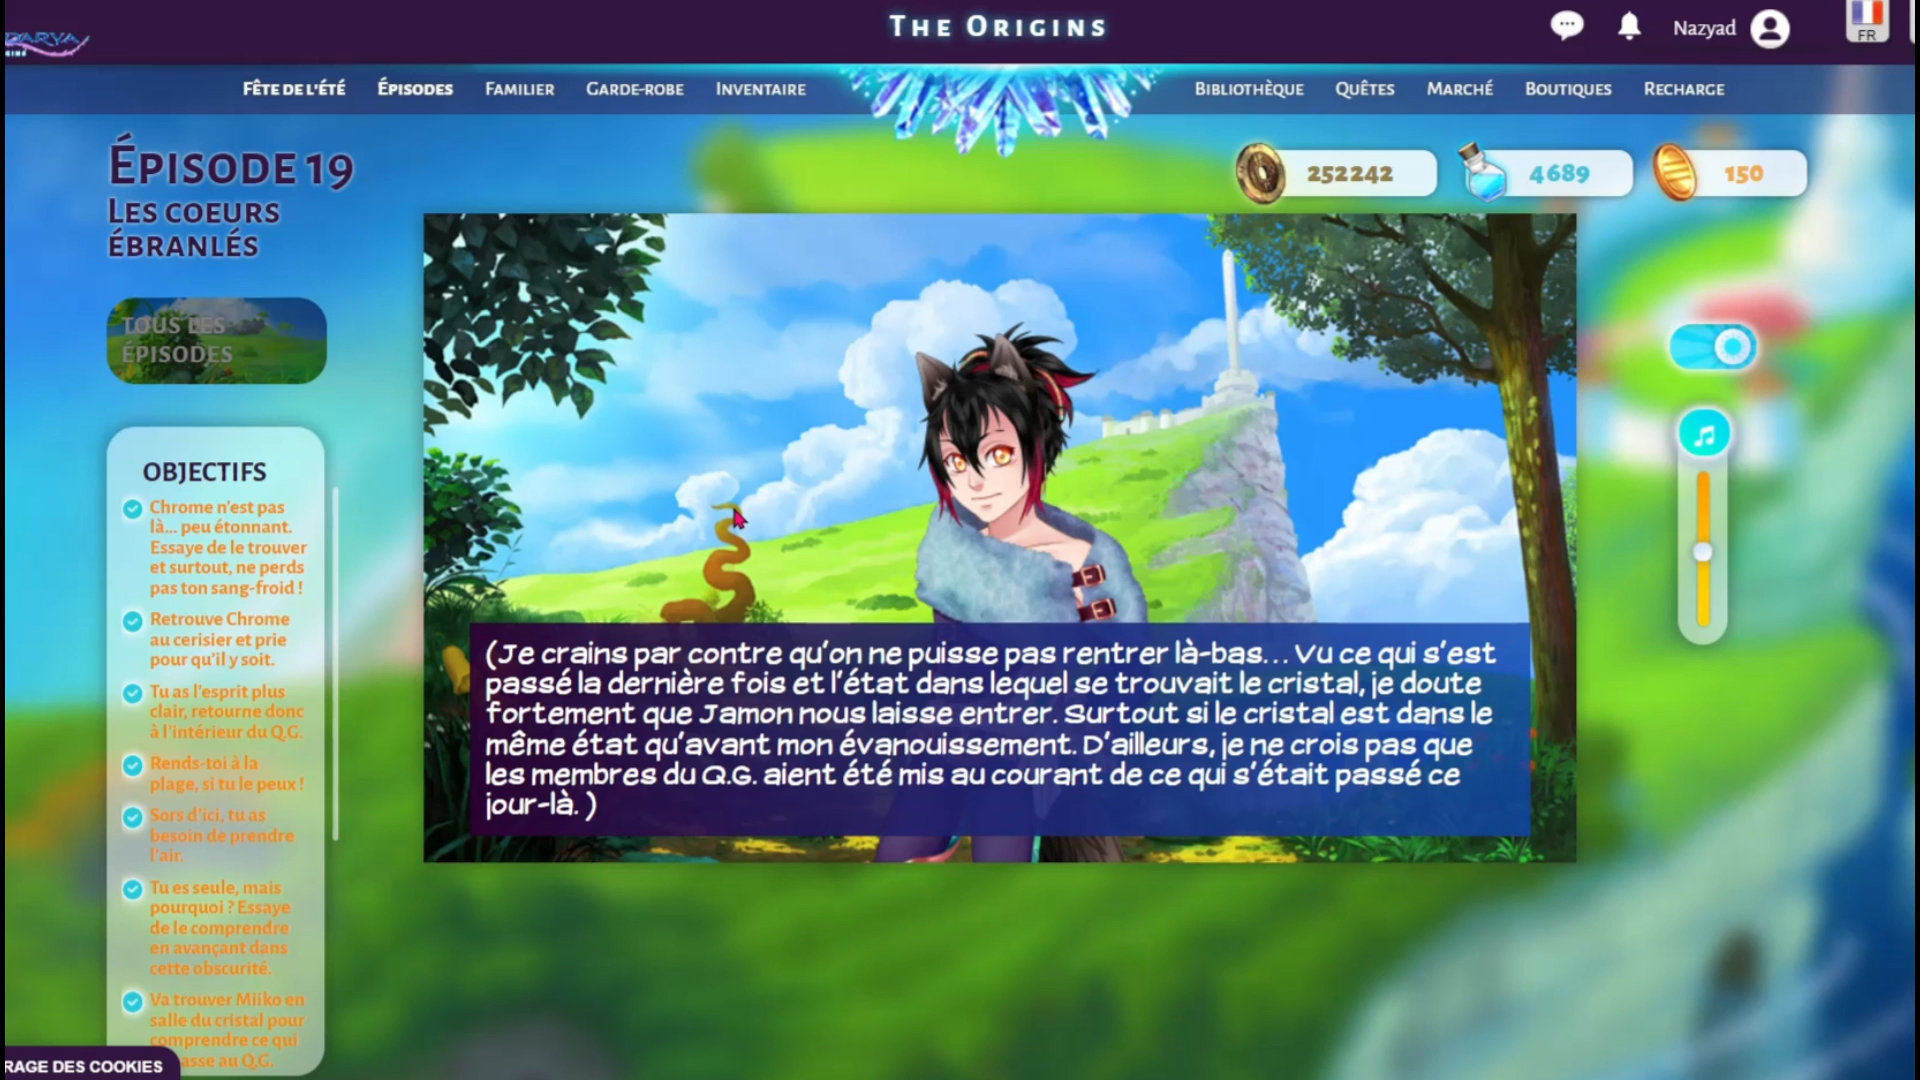 THE ORIGINS
DARYA
Nazyad
FR
FÊTE DE L'ÉTÉ
ÉPISODES
FAMILIER
GARDE-ROBE
INVENTAIRE
BIBLIOTHÈQUE
QUÊTES
MARCHÉ
BOUTIQUES
RECHARGE
ÉPISODE 19
LES COEURS
ÉBRANLÉS
252242
4689
150
TOUS LES
ÉPISODES
OBJECTIFS
Chrome n'est pas
là... peu étonnant.
Essaye de le trouver
et surtout, ne perds
pas ton sang-froid !
Retrouve Chrome
au cerisier et prie
pour qu'il y soit.
Tu as l'esprit plus
clair, retourne donc
à l'intérieur du Q.G.
Rends-toi à la
plage, si tu le peux !
Sors d'ici, tu as
besoin de prendre
l'air.
Tu es seule, mais
pourquoi ? Essaye
de le comprendre
en avançant dans
cette obscurité.
Va trouver Miiko en
salle du cristal pour
comprendre ce qui
asse au Q.G.
RAGE DES COOKIES
(Je crains par contre qu'on ne puisse pas rentrer là-bas... Vu ce qui s'est
passé la dernière fois et l'état dans lequel se trouvait le cristal, je doute
fortement que Jamon nous laisse entrer. Surtout si le cristal est dans le
même état qu'avant mon évanouissement. D'ailleurs, je ne crois pas que
les membres du Q.G. aient été mis au courant de ce qui s'était passé ce
jour-là. )